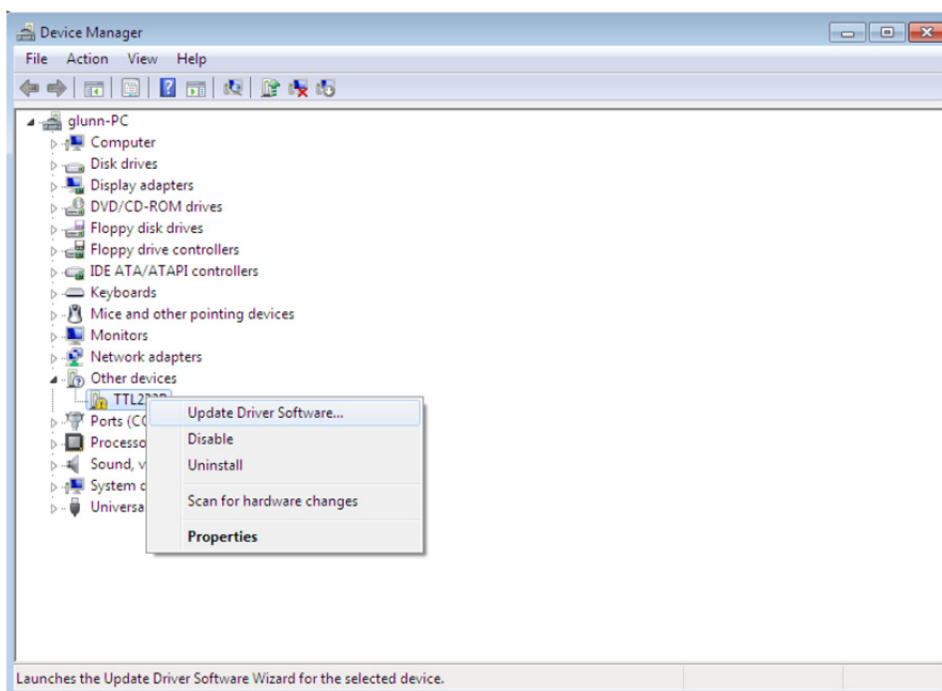 Device Manager
File Action View Help
glunn-PC
Computer
Disk drives
Display adapters
DVD/CD-ROM drives
Floppy disk drives
Floppy drive controllers
IDE ATA/ATAPI controllers
Keyboards
Mice and other pointing devices
Monitors
Network adapters
Other devices
Update Driver Software...
Ports
Disable
Uninstall
Sound,
System
Scan for hardware changes
Properties
Launches the Update Driver Software Wizard for the selected device.